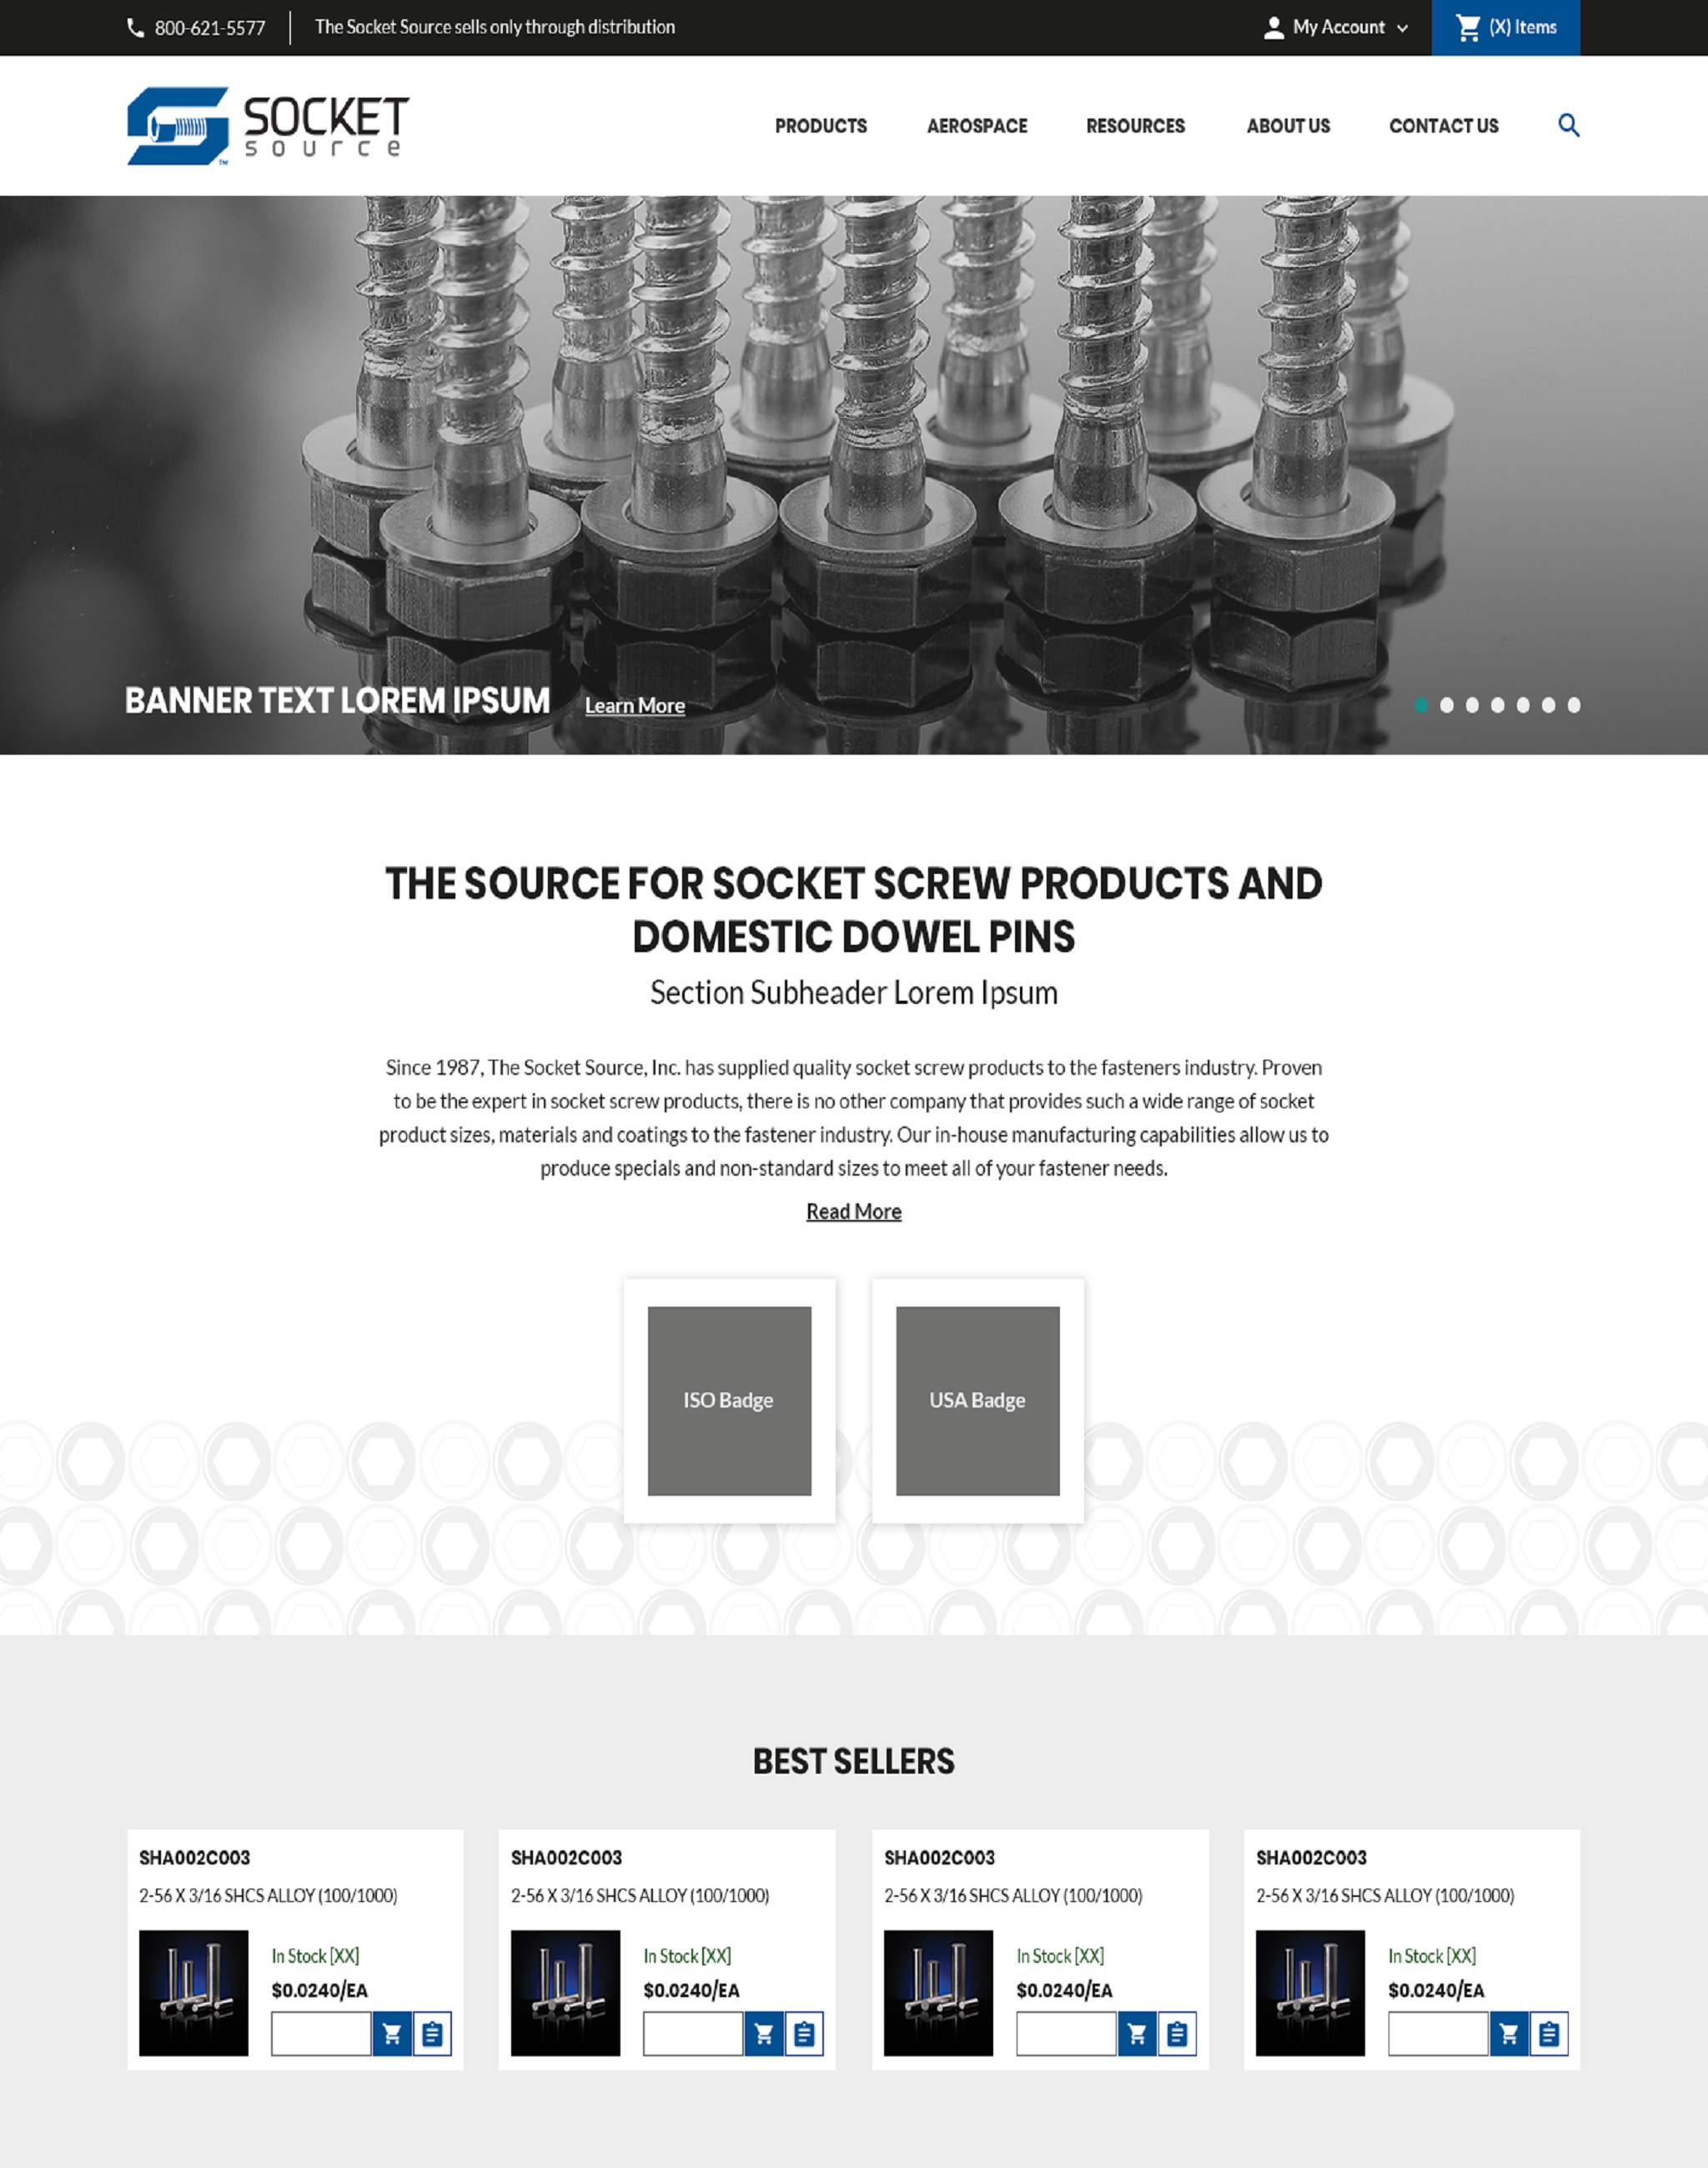 800-621-5577
The Socket Source sells only through distribution
My Account
(X) Items
SOCKET
source
™
PRODUCTS
AEROSPACE
RESOURCES
ABOUT US
CONTACT US
BANNER TEXT LOREM IPSUM
Learn More
THE SOURCE FOR SOCKET SCREW PRODUCTS AND
DOMESTIC DOWEL PINS
Section Subheader Lorem Ipsum
Since 1987, The Socket Source, Inc. has supplied quality socket screw products to the fasteners industry. Proven
to be the expert in socket screw products, there is no other company that provides such a wide range of socket
product sizes, materials and coatings to the fastener industry. Our in-house manufacturing capabilities allow us to
produce specials and non-standard sizes to meet all of your fastener needs.
Read More
ISO Badge
USA Badge
BEST SELLERS
SHA002C003
2-56 X 3/16 SHCS ALLOY (100/1000)
In Stock [XX]
$0.0240/EA
SHA002C003
2-56 X 3/16 SHCS ALLOY (100/1000)
In Stock [XX]
$0.0240/EA
SHA002C003
2-56 X 3/16 SHCS ALLOY (100/1000)
In Stock [XX]
$0.0240/EA
SHA002C003
2-56 X 3/16 SHCS ALLOY (100/1000)
In Stock [XX]
$0.0240/EA